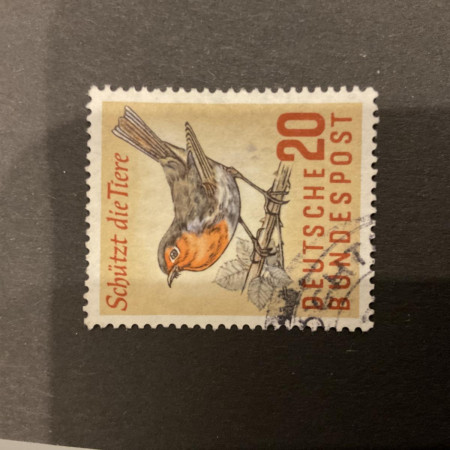 Schützt die Tiere
20
DEUTSCHE
BUNDESPOST